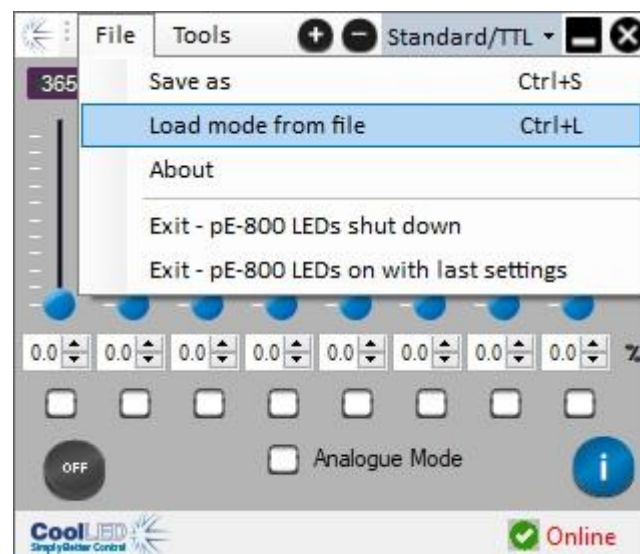 File Tools Standard/TTL
365
Save as Ctrl+S
Load mode from file Ctrl+L
About
Exit - pE-800 LEDs shut down
Exit - pE-800 LEDs on with last settings
0.0 0.0 0.0 0.0 0.0 0.0 0.0 0.0 %
OFF
Analogue Mode
i
CoolLED
Simply Better Control
Online